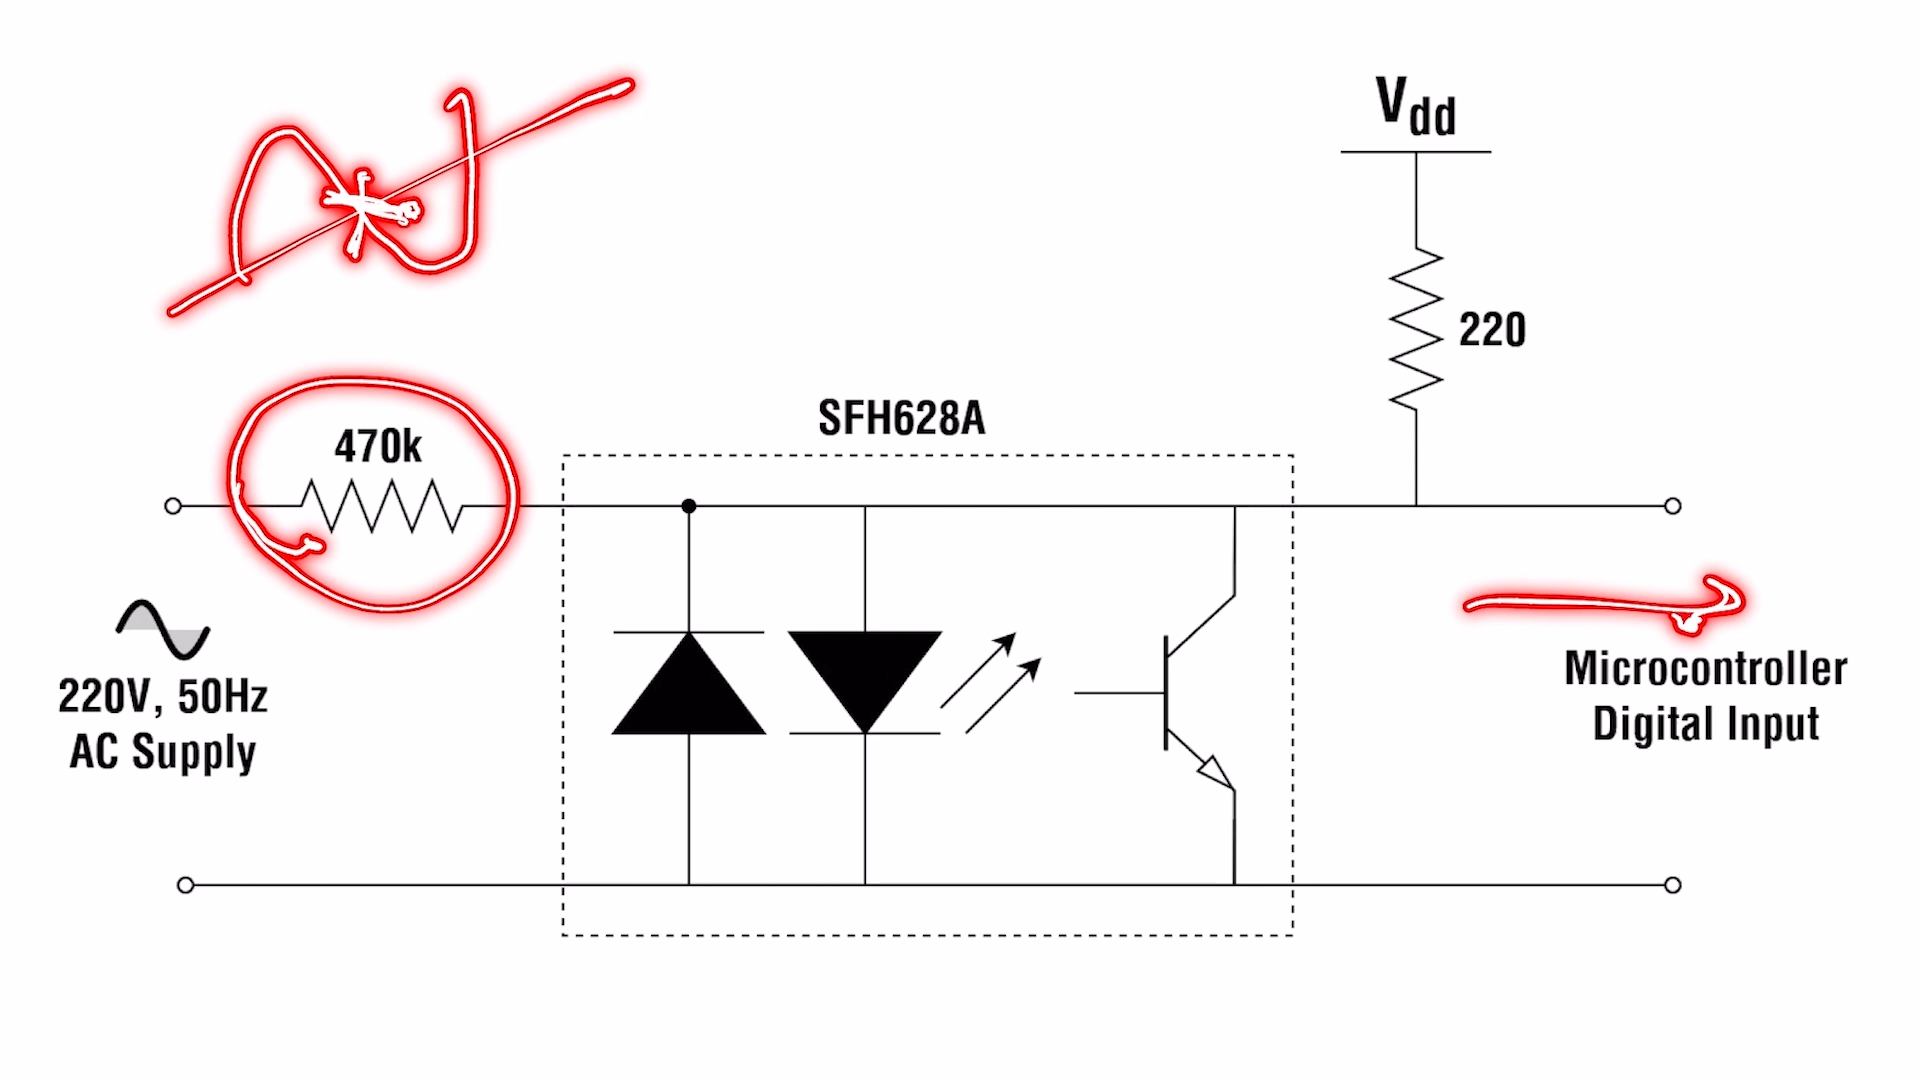 Vdd
220
SFH628A
470k
220V, 50Hz
AC Supply
Microcontroller
Digital Input